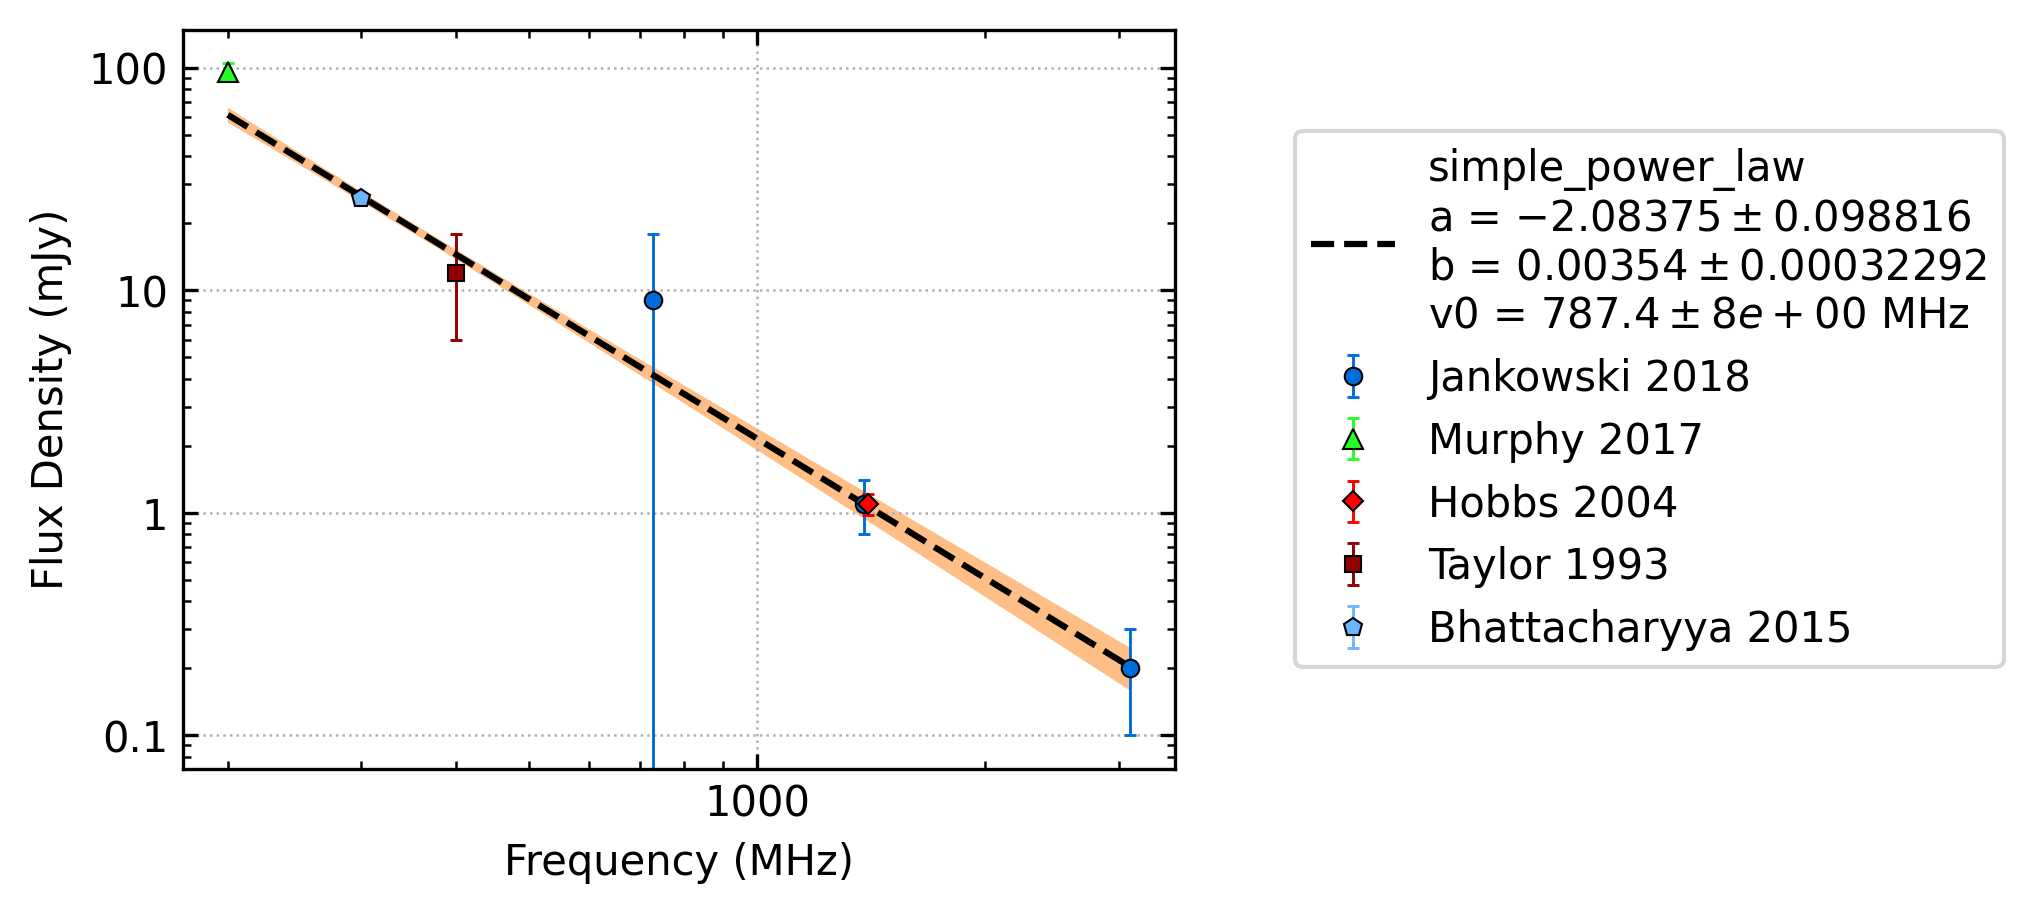 100
10
1
0.1
Flux Density (mJy)
1000
Frequency (MHz)
simple_power_law
a = −2.08375 ± 0.098816
b = 0.00354 ± 0.00032292
v0 = 787.4 ± 8e + 00 MHz
Jankowski 2018
Murphy 2017
Hobbs 2004
Taylor 1993
Bhattacharyya 2015